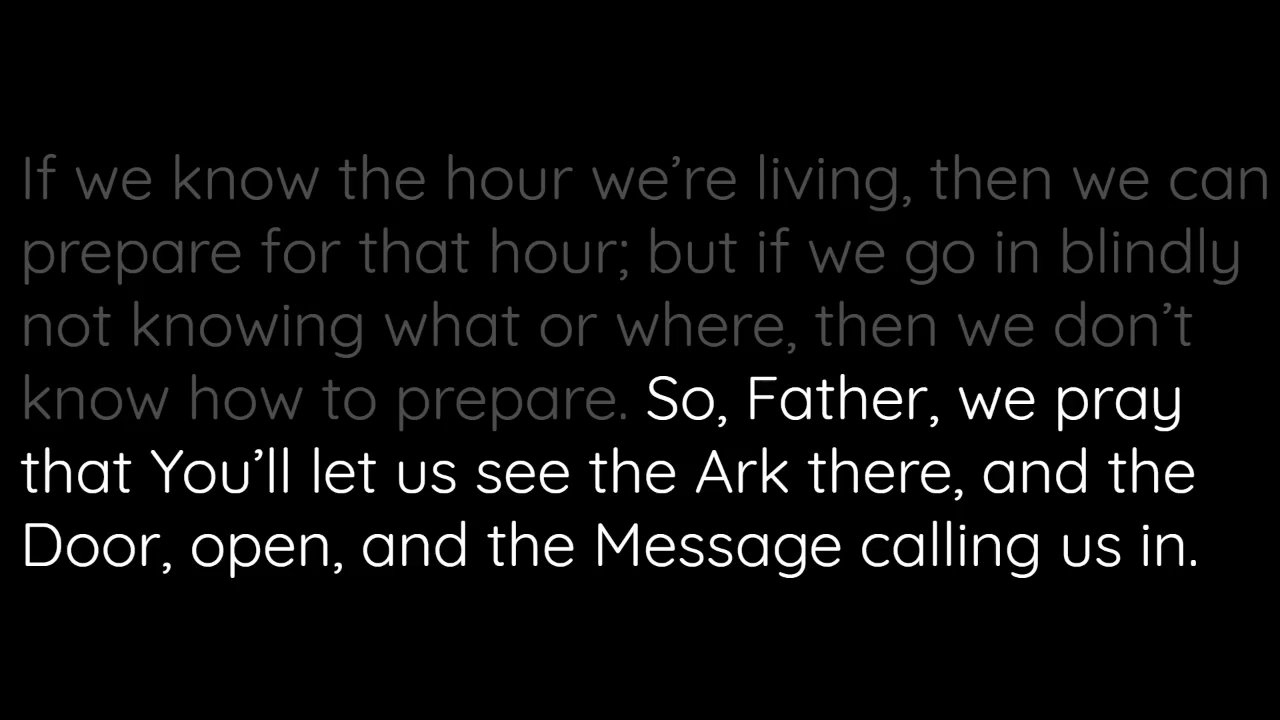 If we know the hour we’re living, then we can
prepare for that hour; but if we go in blindly
not knowing what or where, then we don’t
know how to prepare. So, Father, we pray
that You’ll let us see the Ark there, and the
Door, open, and the Message calling us in.